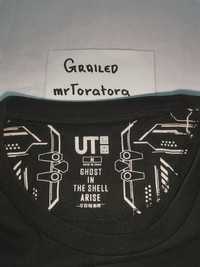 GRAILED
mrToratora
UT
M
GHOST
IN
THE SHELL
ARISE